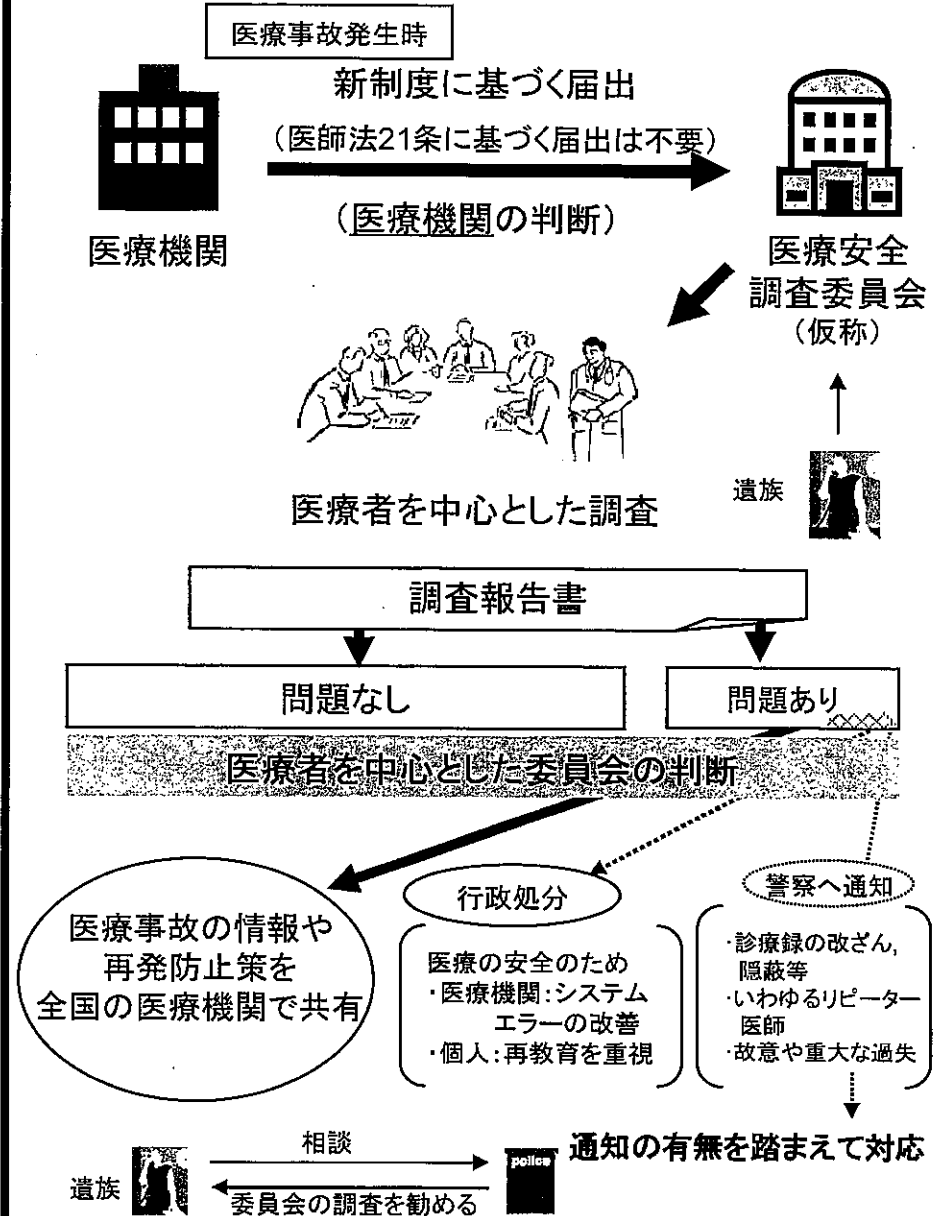 医療事故発生時
新制度に基づく届出
(医師法21条に基づく届出は不要)
(医療機関の判断)
医療機関
医療安全
調査委員会
(仮称)
遺族
医療者を中心とした調査
調査報告書
問題なし
問題あり
医療者を中心とした委員会の判断
医療事故の情報や
再発防止策を
全国の医療機関で共有
行政処分
医療の安全のため
・医療機関:システム
エラーの改善
・個人:再教育を重視
警察へ通知
・診療録の改ざん,
隠蔽等
・いわゆるリピーター
医師
・故意や重大な過失
通知の有無を踏まえて対応
遺族
相談
委員会の調査を勧める
police